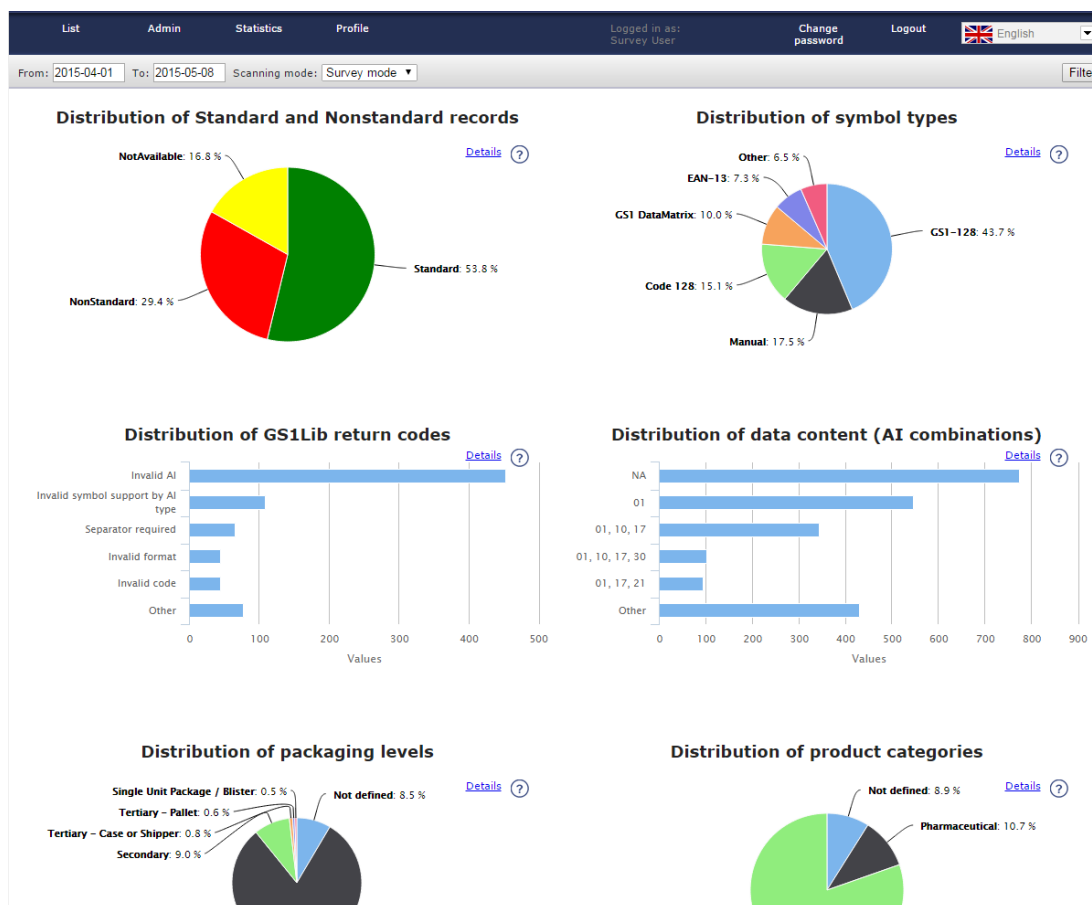 List Admin Statistics Profile Logged in as: Survey User Change password Logout English
From: 2015-04-01 To: 2015-05-08 Scanning mode: Survey mode Filte
Distribution of Standard and Nonstandard records
Details ?
NotAvailable: 16.8 %
Standard: 53.8 %
NonStandard: 29.4 %
Distribution of symbol types
Details ?
Other: 6.5 %
EAN-13: 7.3 %
GS1 DataMatrix: 10.0 %
GS1-128: 43.7 %
Code 128: 15.1 %
Manual: 17.5 %
Distribution of GS1Lib return codes
Details ?
Invalid AI
Invalid symbol support by AI
type
Separator required
Invalid format
Invalid code
Other
0 100 200 300 400 500
Values
Distribution of data content (AI combinations)
Details ?
NA
01
01, 10, 17
01, 10, 17, 30
01, 17, 21
Other
0 100 200 300 400 500 600 700 800 900
Values
Distribution of packaging levels
Details ?
Single Unit Package / Blister: 0.5 %
Not defined: 8.5 %
Tertiary - Pallet: 0.6 %
Tertiary - Case or Shipper: 0.8 %
Secondary: 9.0 %
Distribution of product categories
Details ?
Not defined: 8.9 %
Pharmaceutical: 10.7 %